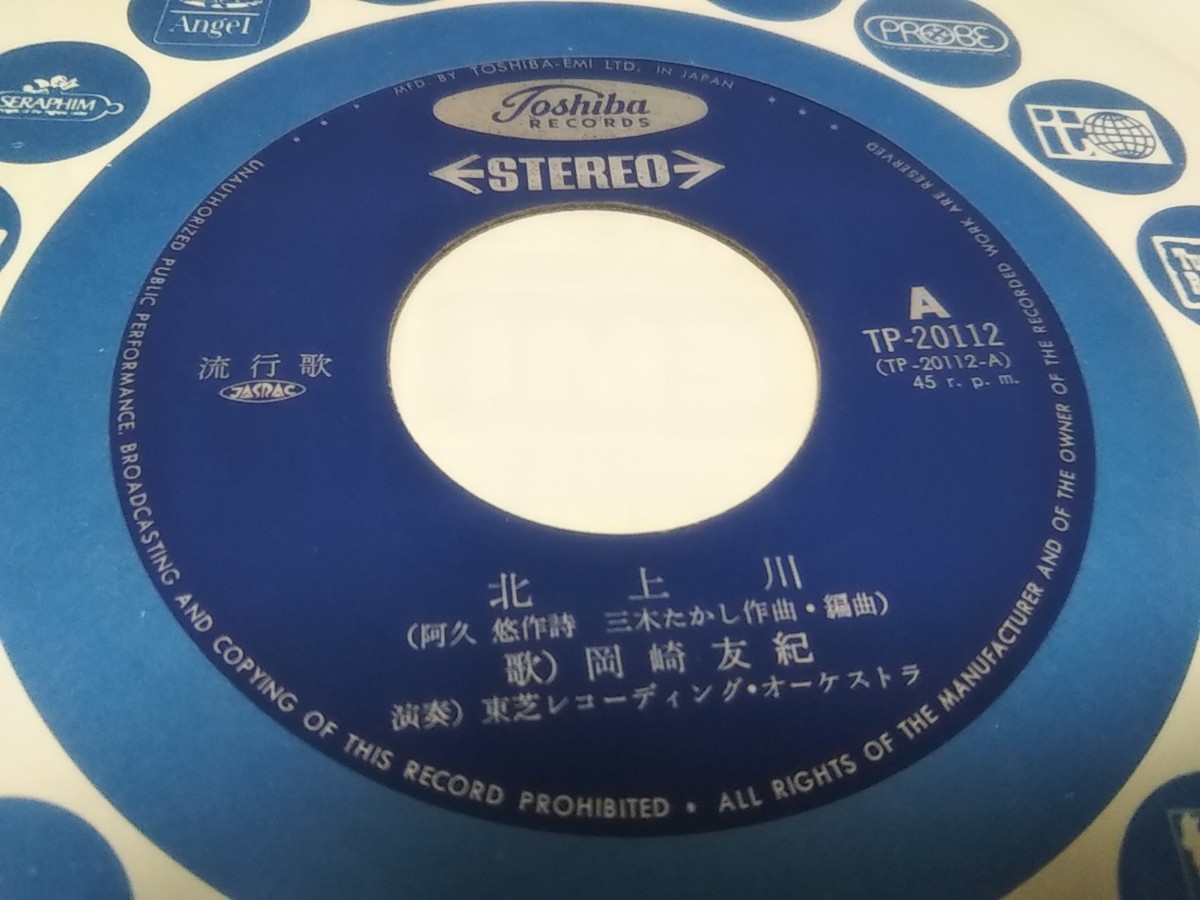 Angel
SERAPHIM
PROBE
MFD. BY TOSHIBA-EMI LTD. IN JAPAN
Toshiba
RECORDS
STEREO
A
TP-20112
(TP-20112-A)
45 r. p. m.
流行歌
JASRAC
北上川
(阿久 悠作詩 三木たかし作曲・編曲)
歌) 岡崎友紀
演奏) 東芝レコーディング・オーケストラ
UNAUTHORIZED PUBLIC PERFORMANCE, BROADCASTING AND COPYING OF THIS RECORD PROHIBITED • ALL RIGHTS OF THE MANUFACTURER AND OF THE OWNER OF THE RECORDED WORK ARE RESERVED